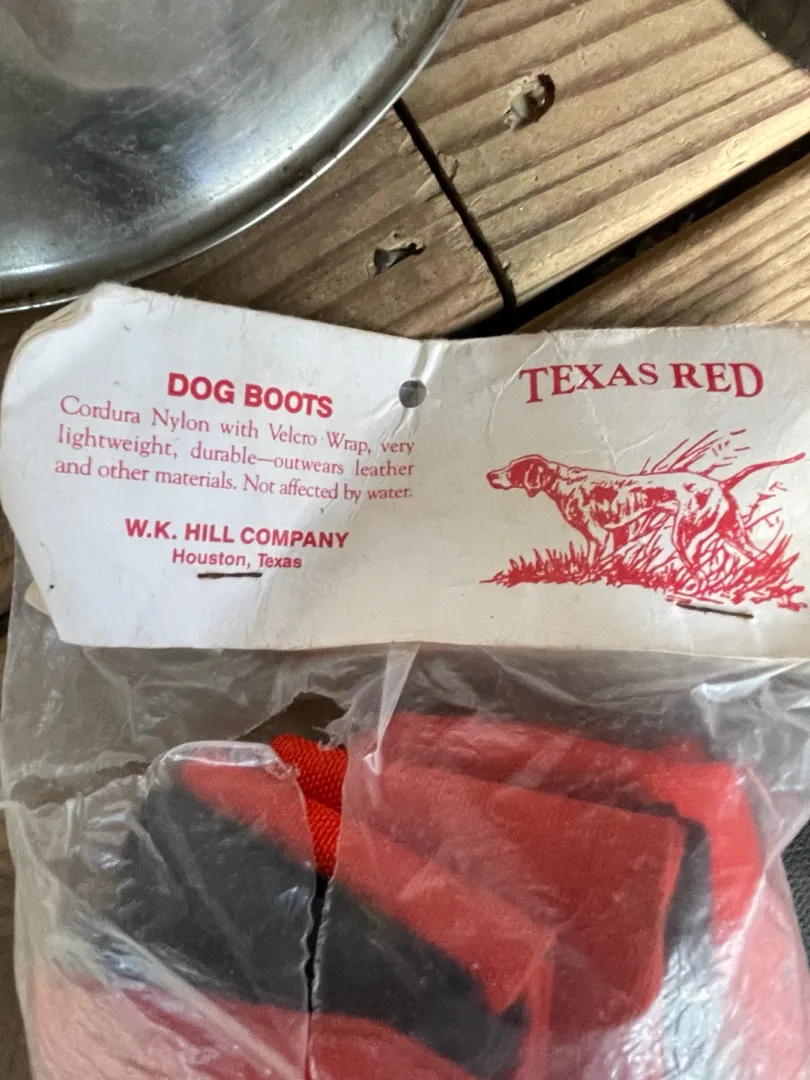 DOG BOOTS
Cordura Nylon with Velcro Wrap, very
lightweight, durable—outwears leather
and other materials. Not affected by water.
W.K. HILL COMPANY
Houston, Texas
TEXAS RED